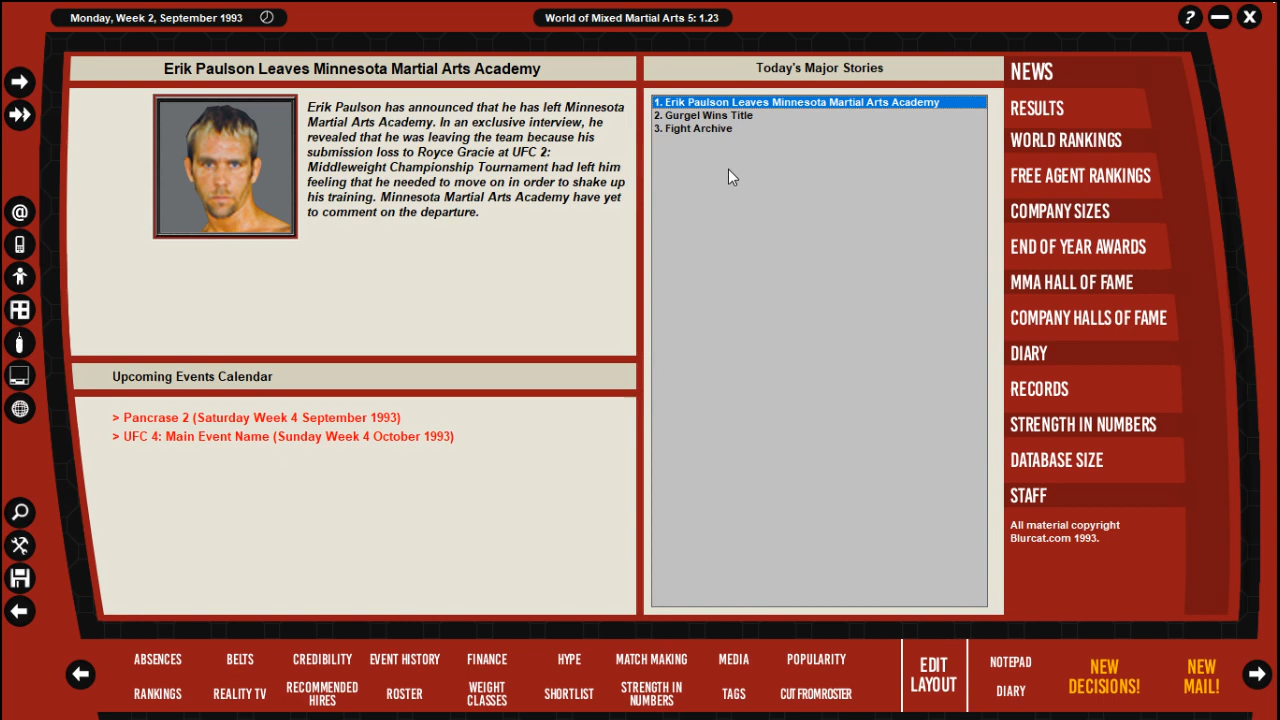 Monday, Week 2, September 1993
World of Mixed Martial Arts 5: 1.23
?
X
Erik Paulson Leaves Minnesota Martial Arts Academy
Erik Paulson has announced that he has left Minnesota
Martial Arts Academy. In an exclusive interview, he
revealed that he was leaving the team because his
submission loss to Royce Gracie at UFC 2:
Middleweight Championship Tournament had left him
feeling that he needed to move on in order to shake up
his training. Minnesota Martial Arts Academy have yet
to comment on the departure.
Upcoming Events Calendar
> Pancrase 2 (Saturday Week 4 September 1993)
> UFC 4: Main Event Name (Sunday Week 4 October 1993)
Today's Major Stories
1. Erik Paulson Leaves Minnesota Martial Arts Academy
2. Gurgel Wins Title
3. Fight Archive
NEWS
RESULTS
WORLD RANKINGS
FREE AGENT RANKINGS
COMPANY SIZES
END OF YEAR AWARDS
MMA HALL OF FAME
COMPANY HALLS OF FAME
DIARY
RECORDS
STRENGTH IN NUMBERS
DATABASE SIZE
STAFF
All material copyright
Blurcat.com 1993.
@
ABSENCES
BELTS
CREDIBILITY
EVENT HISTORY
FINANCE
HYPE
MATCH MAKING
MEDIA
POPULARITY
RANKINGS
REALITY TV
RECOMMENDED
HIRES
ROSTER
WEIGHT
CLASSES
SHORTLIST
STRENGTH IN
NUMBERS
TAGS
CUT FROM ROSTER
EDIT
LAYOUT
NOTEPAD
DIARY
NEW
DECISIONS!
NEW
MAIL!